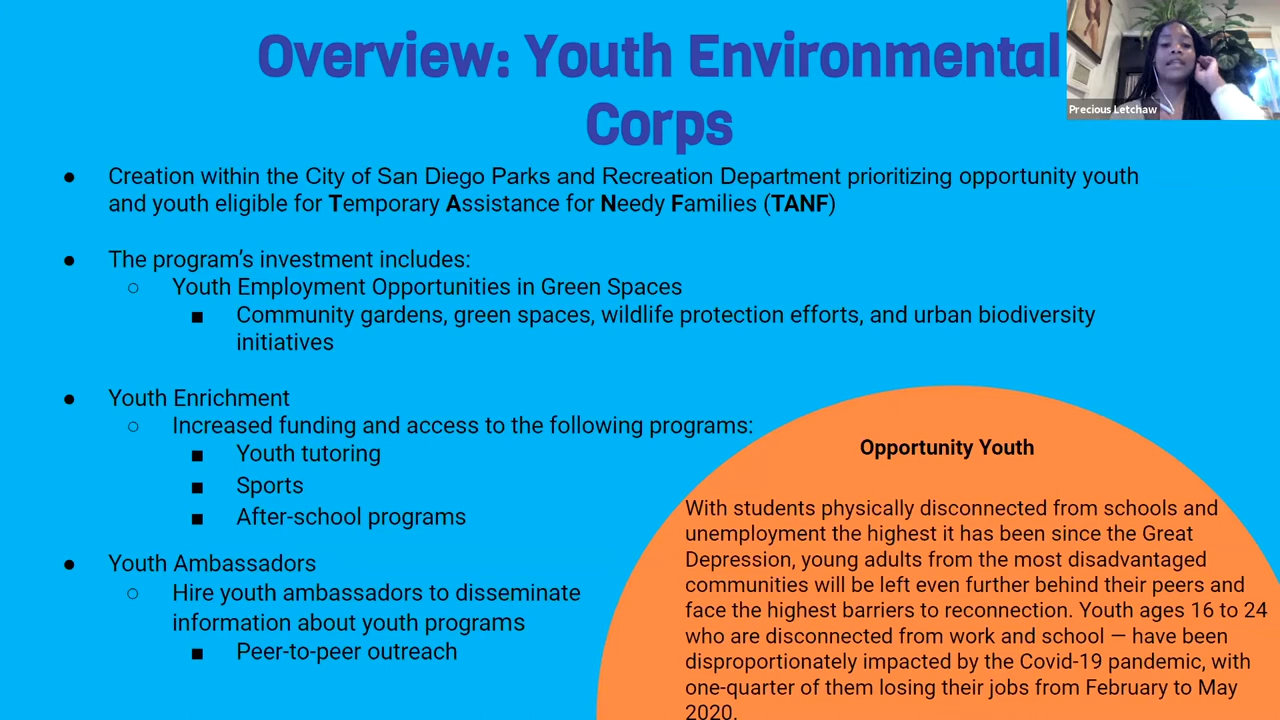 Overview: Youth Environmental
Corps
Precious Letchaw
● Creation within the City of San Diego Parks and Recreation Department prioritizing opportunity youth
and youth eligible for Temporary Assistance for Needy Families (TANF)
● The program's investment includes:
○ Youth Employment Opportunities in Green Spaces
■ Community gardens, green spaces, wildlife protection efforts, and urban biodiversity
initiatives
● Youth Enrichment
○ Increased funding and access to the following programs:
■ Youth tutoring
■ Sports
■ After-school programs
● Youth Ambassadors
○ Hire youth ambassadors to disseminate
information about youth programs
■ Peer-to-peer outreach
Opportunity Youth
With students physically disconnected from schools and
unemployment the highest it has been since the Great
Depression, young adults from the most disadvantaged
communities will be left even further behind their peers and
face the highest barriers to reconnection. Youth ages 16 to 24
who are disconnected from work and school — have been
disproportionately impacted by the Covid-19 pandemic, with
one-quarter of them losing their jobs from February to May
2020.